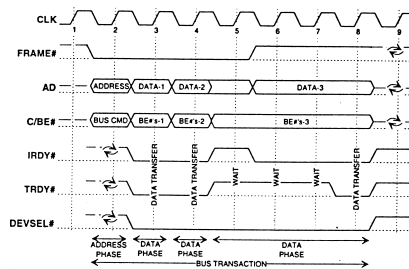 CLK
1 2 3 4 5 6 7 8 9
FRAME#
AD ADDRESS DATA-1 DATA-2 DATA-3
C/BE# BUS CMD BE#'s-1 BE#'s-2 BE#'s-3
IRDY#
DATA TRANSFER DATA TRANSFER WAIT WAIT WAIT DATA TRANSFER
TRDY#
DEVSEL#
ADDRESS PHASE
DATA PHASE
DATA PHASE
DATA PHASE
BUS TRANSACTION